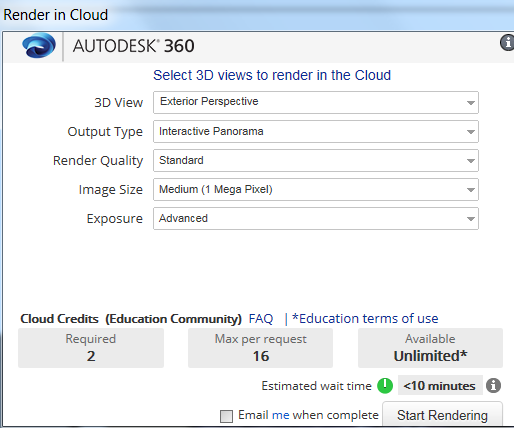 Render in Cloud
AUTODESK® 360
Select 3D views to render in the Cloud
3D View Exterior Perspective
Output Type Interactive Panorama
Render Quality Standard
Image Size Medium (1 Mega Pixel)
Exposure Advanced
Cloud Credits (Education Community) FAQ | *Education terms of use
Required Max per request Available
2 16 Unlimited*
Estimated wait time <10 minutes
Email me when complete Start Rendering